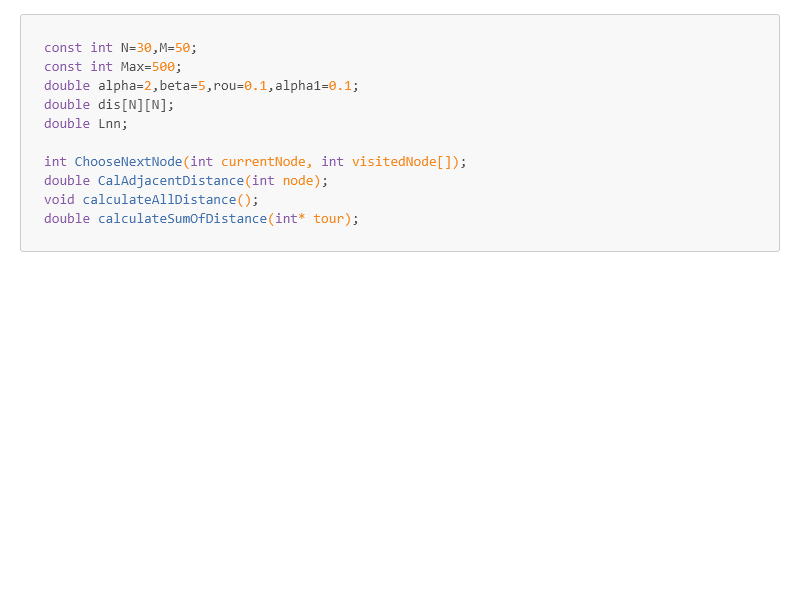 const int N=30,M=50;
const int Max=500;
double alpha=2,beta=5,rou=0.1,alpha1=0.1;
double dis[N][N];
double Lnn;
int ChooseNextNode(int currentNode, int visitedNode[]);
double CalAdjacentDistance(int node);
void calculateAllDistance();
double calculateSumOfDistance(int* tour);